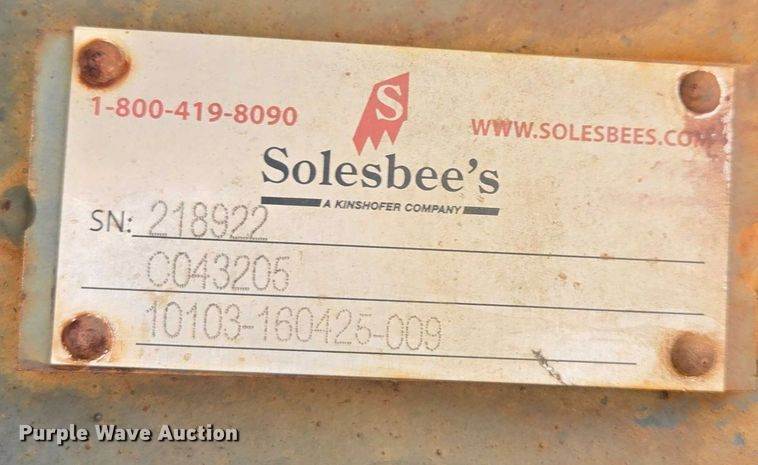 S
1-800-419-8090
WWW.SOLESBEES.COM
Solesbee's
A KINSHOFER COMPANY
SN: 218922
C043205
10103-160425-009
Purple Wave Auction